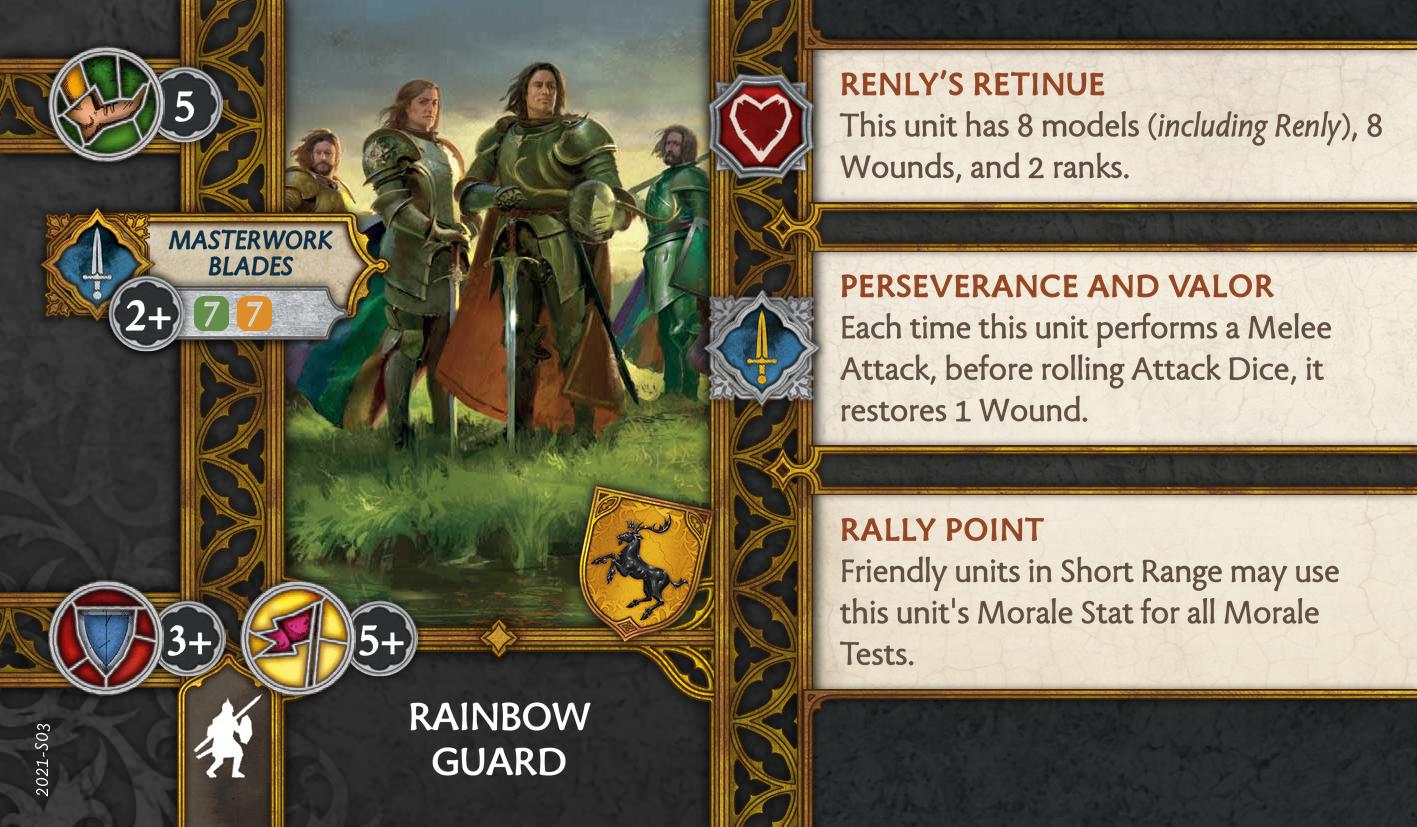 5
MASTERWORK
BLADES
2+ 7 7
3+ 5+
RAINBOW
GUARD
2021-S03
RENLY'S RETINUE
This unit has 8 models (including Renly), 8
Wounds, and 2 ranks.
PERSEVERANCE AND VALOR
Each time this unit performs a Melee
Attack, before rolling Attack Dice, it
restores 1 Wound.
RALLY POINT
Friendly units in Short Range may use
this unit's Morale Stat for all Morale
Tests.